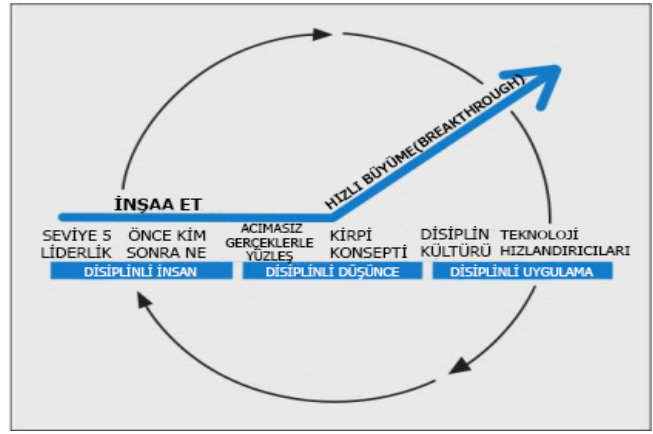 HIZLI BÜYÜME(BREAKTHROUGH)
İNŞAA ET
SEVİYE 5
LİDERLİK
ÖNCE KİM
SONRA NE
ACIMASIZ
GERÇEKLERLE
YÜZLEŞ
KİRPİ
KONSEPTİ
DİSİPLİN
KÜLTÜRÜ
TEKNOLOJİ
HIZLANDIRICILARI
DİSİPLİNLİ İNSAN
DİSİPLİNLİ DÜŞÜNCE
DİSİPLİNLİ UYGULAMA